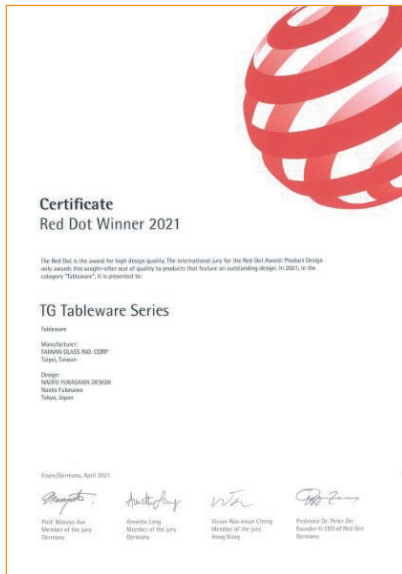 Certificate
Red Dot Winner 2021
The Red Dot is the award for high design quality. The international jury for the Red Dot Award: Product Design
only awards this sought-after seal of quality to products that feature an outstanding design. In 2021, in the
category "Tableware", it is presented to:
TG Tableware Series
Tableware
Manufacturer:
TAIWAN GLASS IND. CORP
Taipei, Taiwan
Design:
NAOTO FUKASAWA DESIGN
Naoto Fukasawa
Tokyo, Japan
Essen/Germany, April 2021
Prof. Masayo Ave
Member of the jury
Germany
Annette Lang
Member of the jury
Germany
Vivian Wai-kwan Cheng
Member of the jury
Hong Kong
Professor Dr. Peter Zec
Founder & CEO of Red Dot
Germany